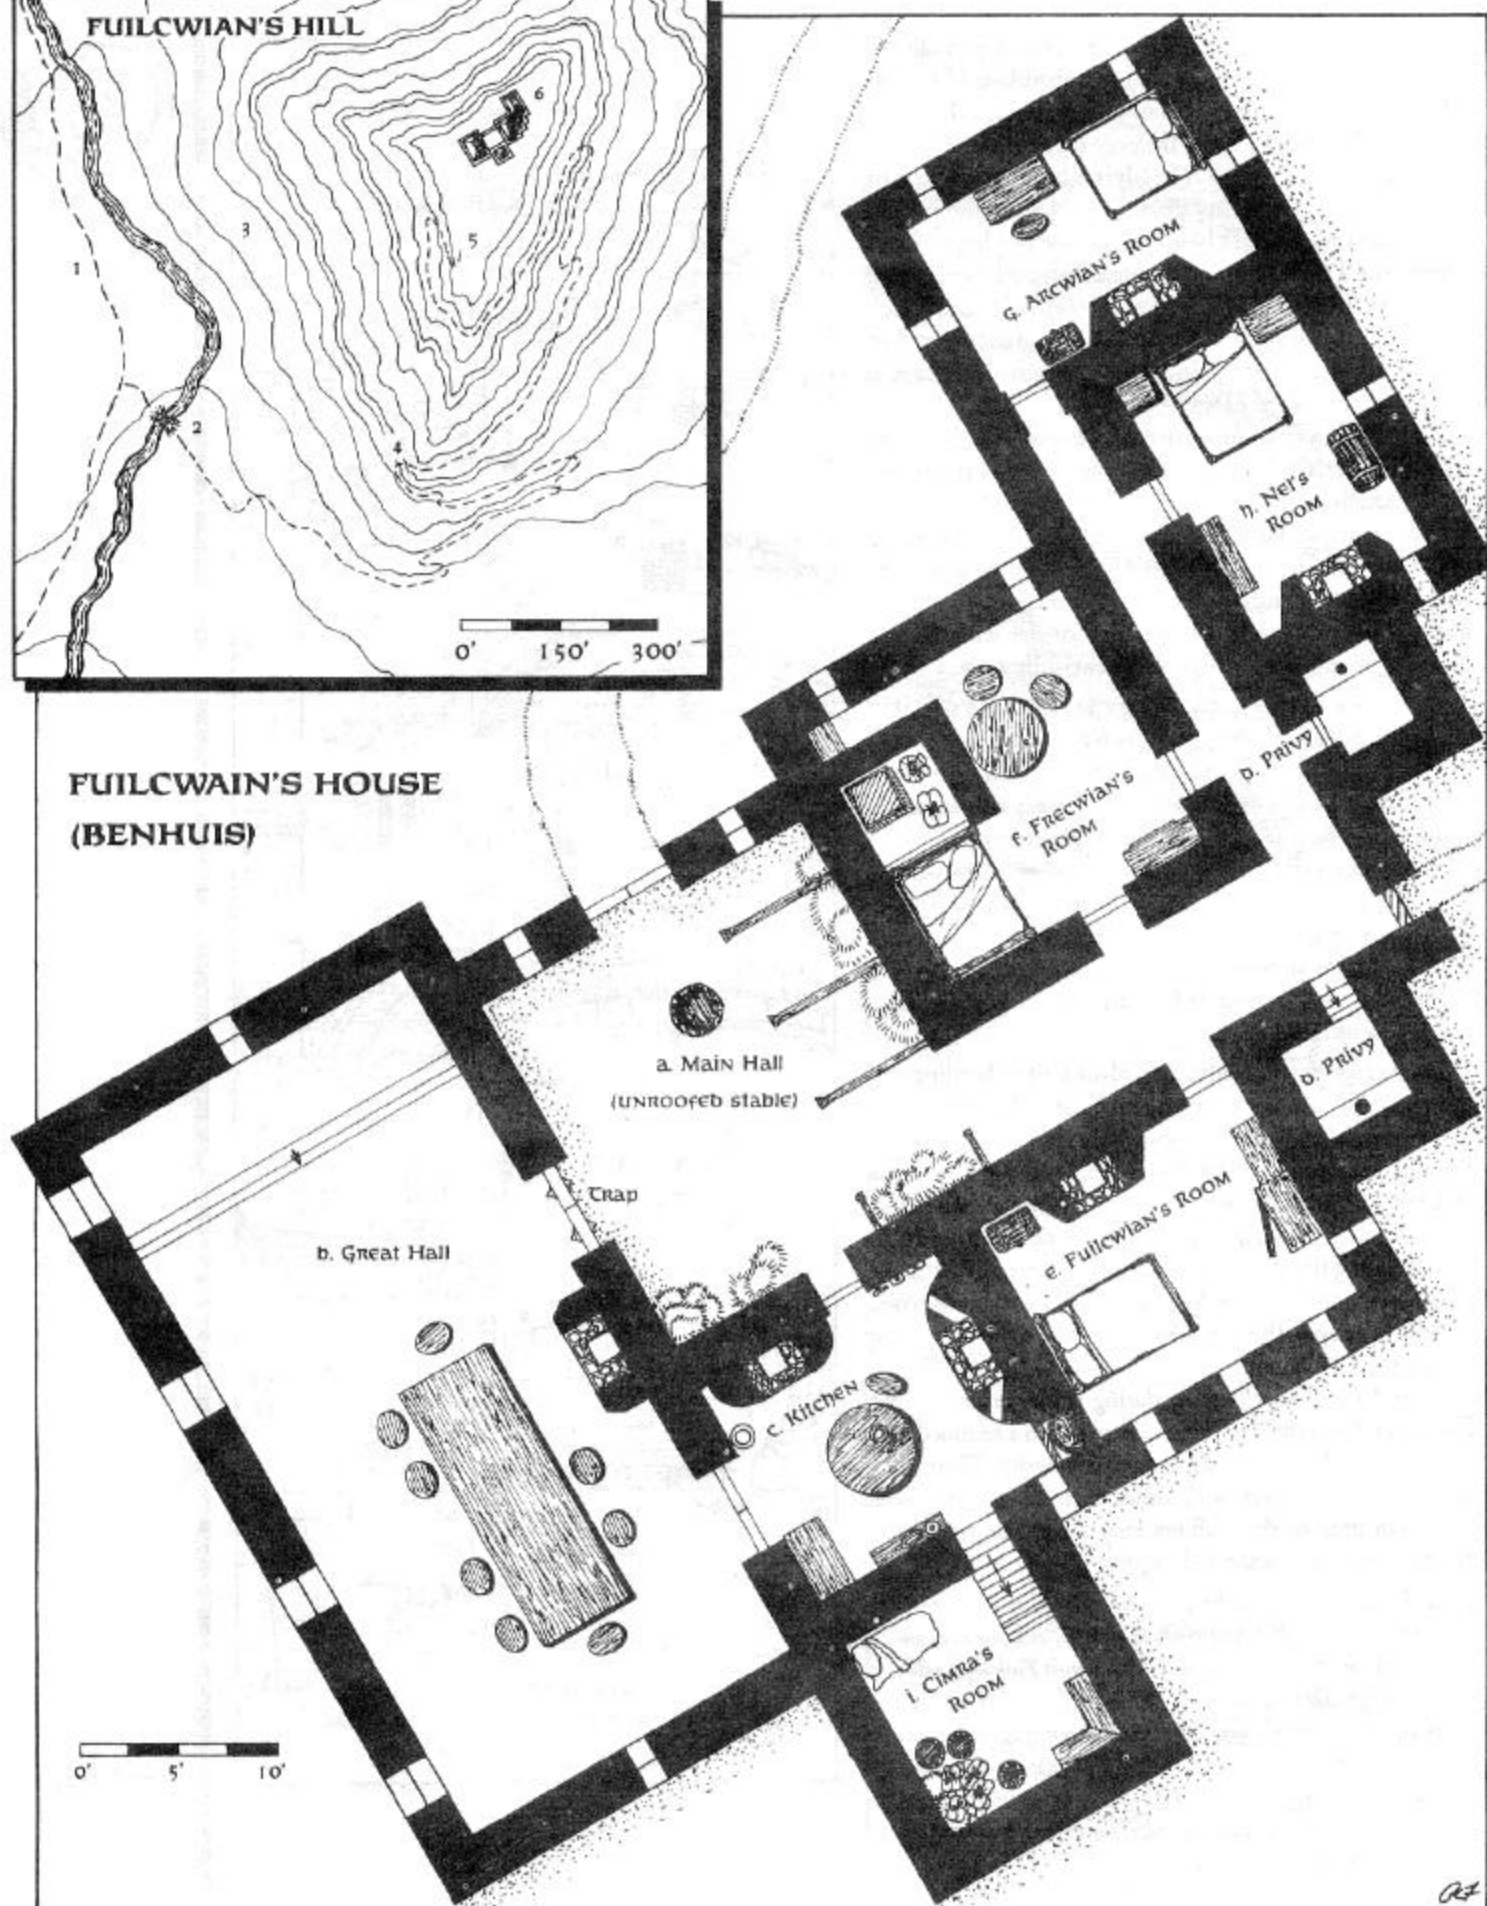 FUILCWIAN'S HILL
6
3
5
1
2
4
0' 150' 300'
FUILCWAIN'S HOUSE
(BENHUIS)
G. ARCWIAN'S ROOM
h. Nei's
ROOM
D. PRIVY
F. FRECWIAN'S
ROOM
a. Main Hall
(UNROOFED stable)
D. PRIVY
Trap
b. Great Hall
e. Fuilcwian's Room
c. Kitchen
i. Cimra's
ROOM
0' 5' 10'